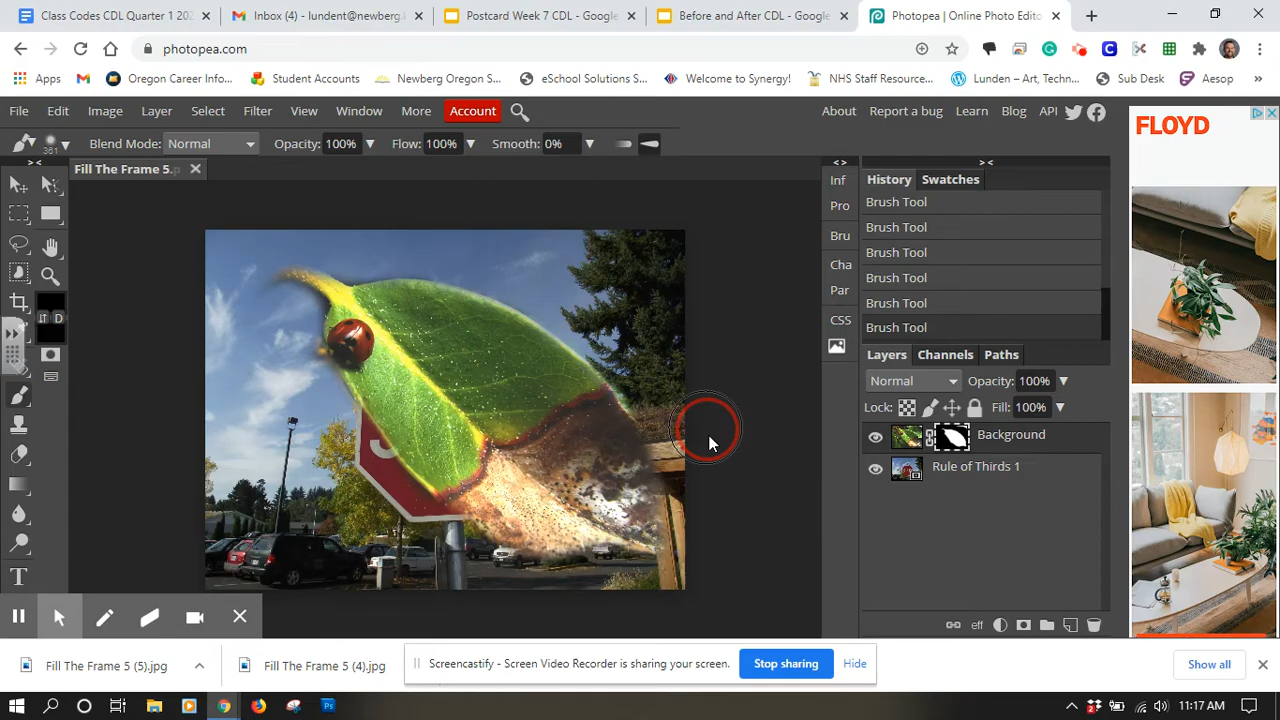 Class Codes CDL Quarter 1 202
Inbox (4) - lundent@newberg
Postcard Week 7 CDL - Google
Before and After CDL - Google
Photopea | Online Photo Edito
photopea.com
Apps
Oregon Career Info...
Student Accounts
Newberg Oregon S...
eSchool Solutions S...
Welcome to Synergy!
NHS Staff Resource...
Lunden – Art, Techn...
Sub Desk
Aesop
File Edit Image Layer Select Filter View Window More Account
About Report a bug Learn Blog API
381 Blend Mode: Normal Opacity: 100% Flow: 100% Smooth: 0%
Fill The Frame 5.p
Inf
Pro
Bru
Cha
Par
CSS
History Swatches
Brush Tool
Brush Tool
Brush Tool
Brush Tool
Brush Tool
Brush Tool
Layers Channels Paths
Normal Opacity: 100%
Lock: Fill: 100%
Background
Rule of Thirds 1
eff
D
T
FLOYD
Fill The Frame 5 (5).jpg
Fill The Frame 5 (4).jpg
Screencastify - Screen Video Recorder is sharing your screen.
Stop sharing
Hide
Show all
Ps
2
11:17 AM